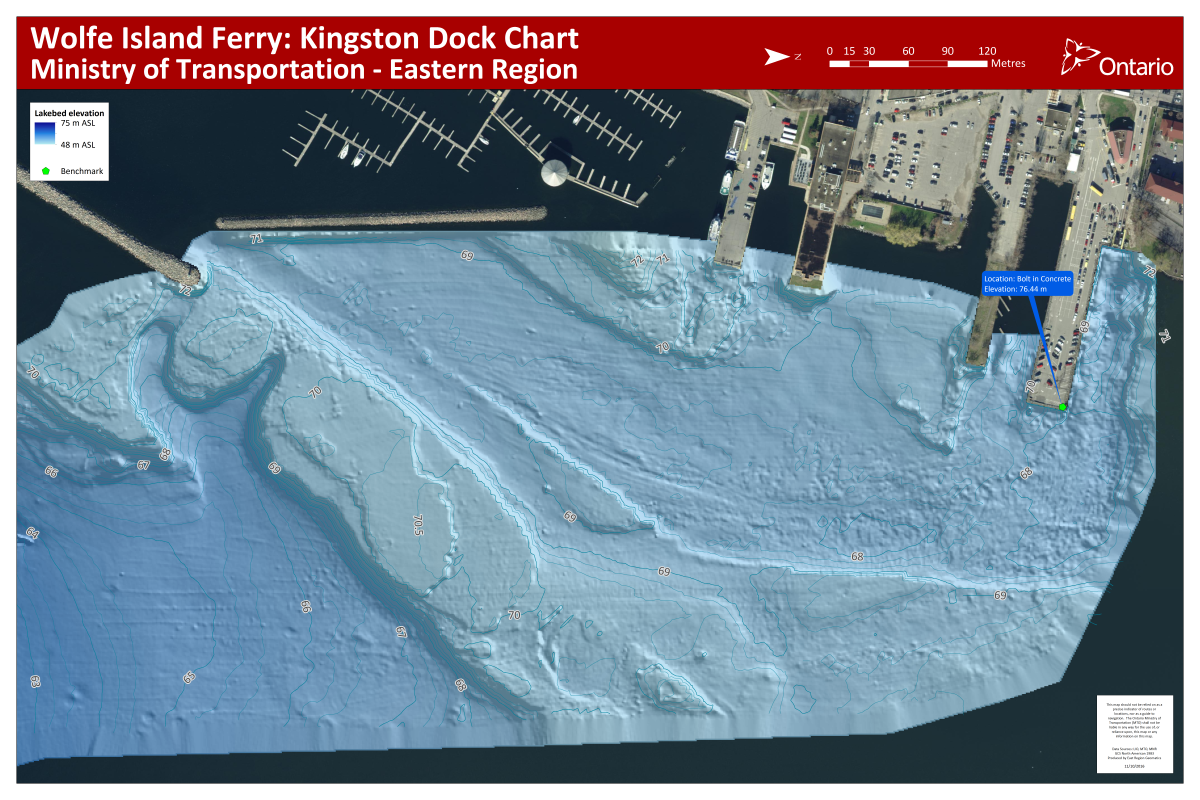 Wolfe Island Ferry: Kingston Dock Chart
Ministry of Transportation - Eastern Region
N
0 15 30 60 90 120
Metres
Ontario
Lakebed elevation
75 m ASL
48 m ASL
Benchmark
71
69
72
71
72
72
Location: Bolt in Concrete
Elevation: 76.44 m
69
71
70
70
70
70
68
67
66
69
68
70.5
69
64
68
69
69
66
70
67
63
65
68
This map should not be relied on as a
precise indicator of routes or
locations, nor as a guide to
navigation. The Ontario Ministry of
Transportation (MTO) shall not be
liable in any way for the use of, or
reliance upon, this map or any
information on this map.
Data Sources: LIO, MTO, MNR
GCS North American 1983
Produced by East Region Geomatics
11/10/2016